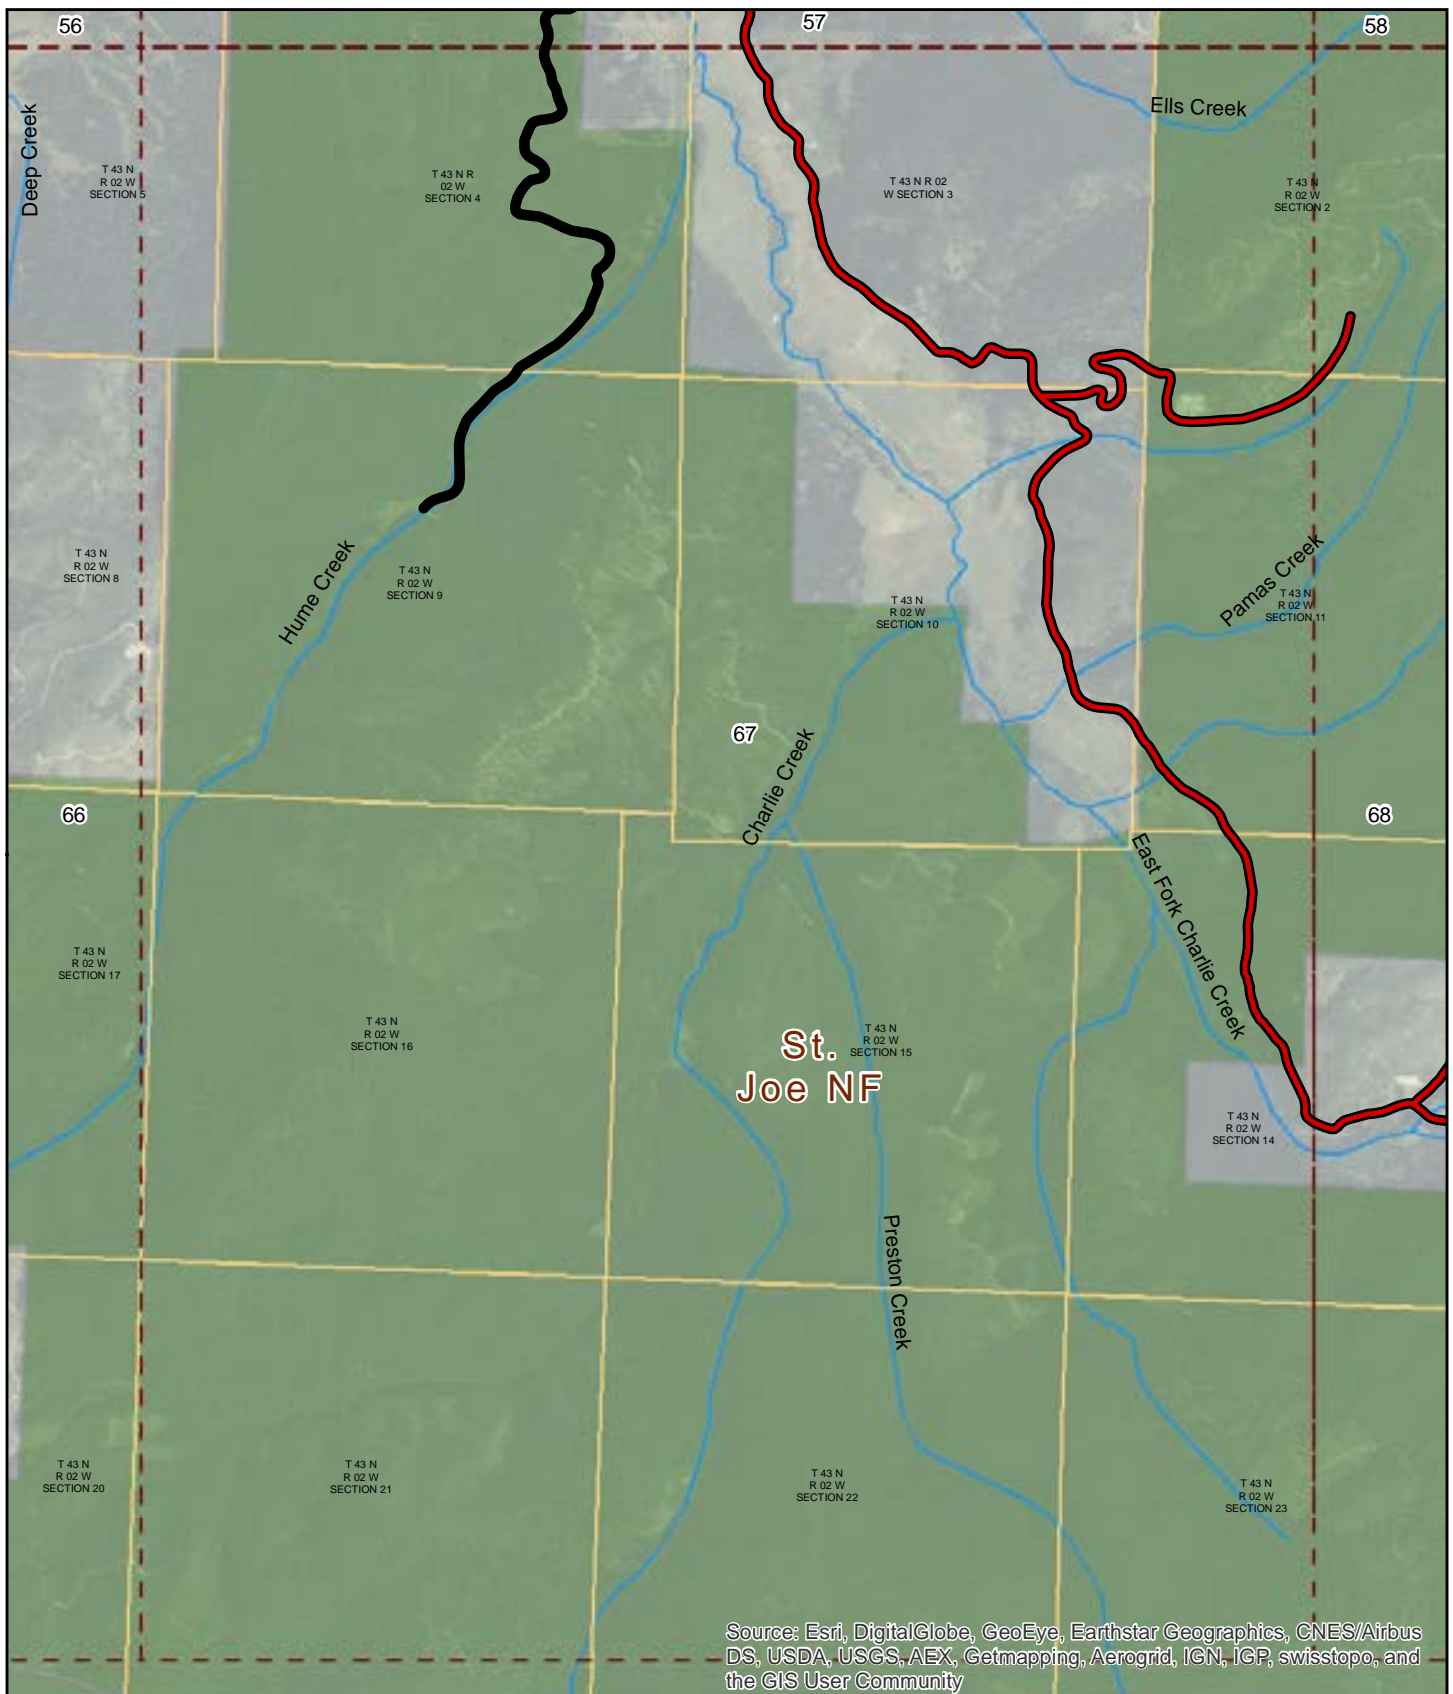 56
57
58
Deep Creek
Ells Creek
T 43 N
R 02 W
SECTION 5
T 43 N R
02 W
SECTION 4
T 43 N R 02
W SECTION 3
T 43 N
R 02 W
SECTION 2
T 43 N
R 02 W
SECTION 8
Hume Creek
T 43 N
R 02 W
SECTION 9
T 43 N
R 02 W
SECTION 10
Pamas Creek
T 43 N
R 02 W
SECTION 11
67
Charlie Creek
66
68
East Fork Charlie Creek
T 43 N
R 02 W
SECTION 17
T 43 N
R 02 W
SECTION 16
St.
Joe NF
T 43 N
R 02 W
SECTION 15
T 43 N
R 02 W
SECTION 14
Preston Creek
T 43 N
R 02 W
SECTION 20
T 43 N
R 02 W
SECTION 21
T 43 N
R 02 W
SECTION 22
T 43 N
R 02 W
SECTION 23
Source: Esri, DigitalGlobe, GeoEye, Earthstar Geographics, CNES/Airbus
DS, USDA, USGS, AEX, Getmapping, Aerogrid, IGN, IGP, swisstopo, and
the GIS User Community